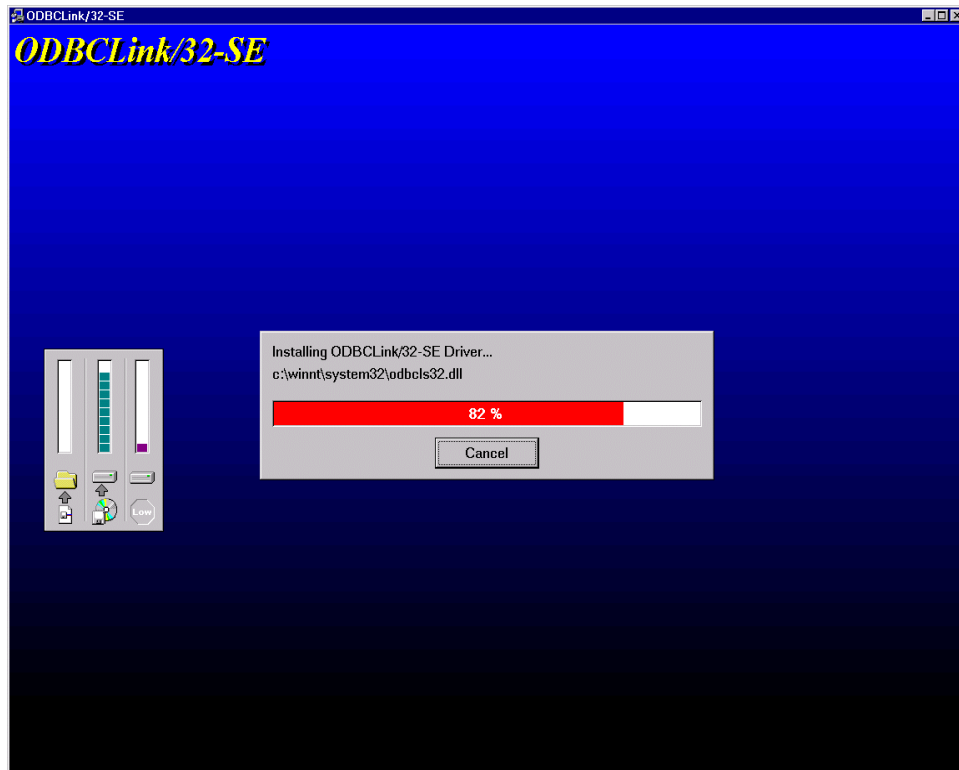 ODBCLink/32-SE
ODBCLink/32-SE
Installing ODBCLink/32-SE Driver...
c:\winnt\system32\odbcls32.dll
82 %
Cancel
Low